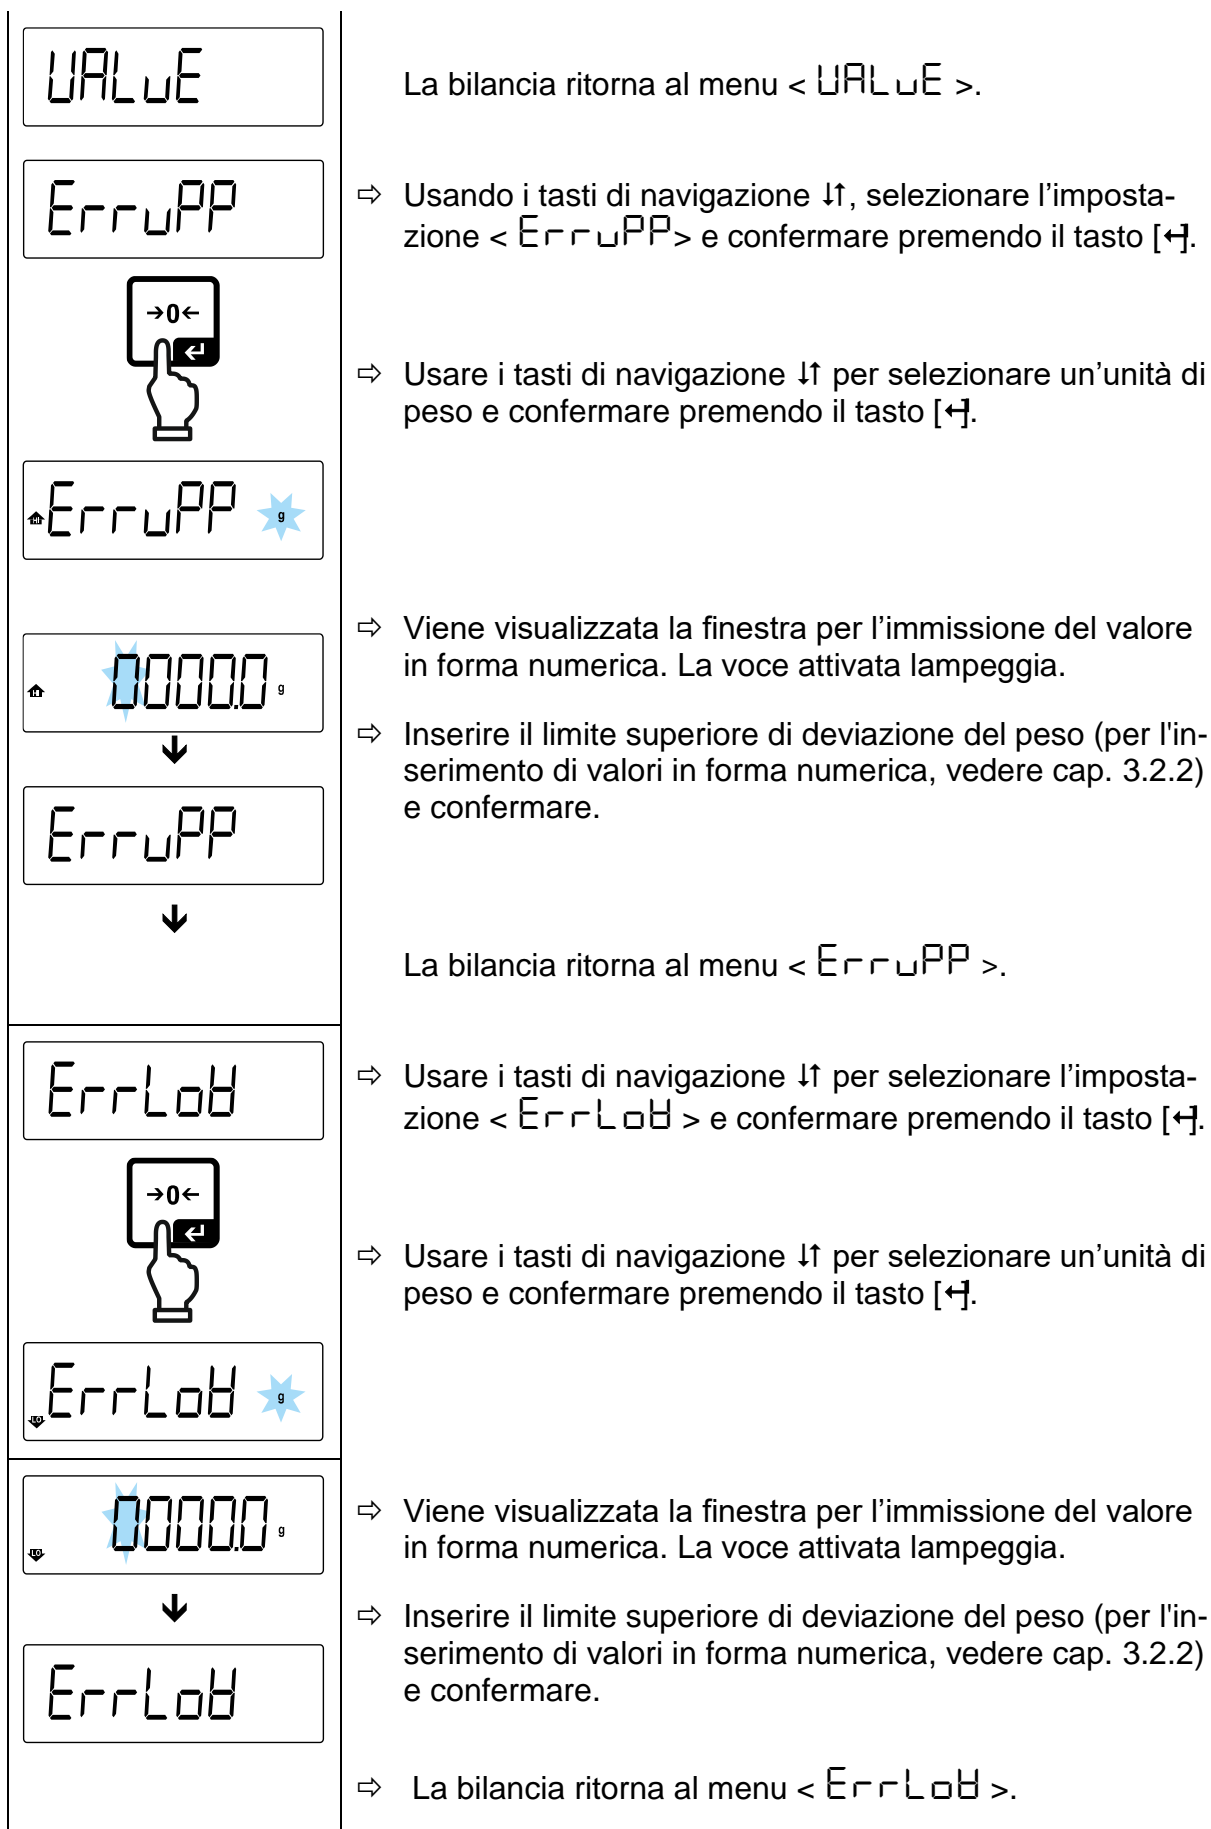 VALuE
La bilancia ritorna al menu < VALuE >.
ErruPP
⇨ Usando i tasti di navigazione ↓↑, selezionare l’imposta-
zione < ErruPP> e confermare premendo il tasto [↵].
→0←
⇨ Usare i tasti di navigazione ↓↑ per selezionare un’unità di
peso e confermare premendo il tasto [↵].
HI ErruPP g
⇨ Viene visualizzata la finestra per l’immissione del valore
in forma numerica. La voce attivata lampeggia.
HI 0000.0 g
⇨ Inserire il limite superiore di deviazione del peso (per l'in-
serimento di valori in forma numerica, vedere cap. 3.2.2)
e confermare.
ErruPP
La bilancia ritorna al menu < ErruPP >.
ErrLoW
⇨ Usare i tasti di navigazione ↓↑ per selezionare l’imposta-
zione < ErrLoW > e confermare premendo il tasto [↵].
→0←
⇨ Usare i tasti di navigazione ↓↑ per selezionare un’unità di
peso e confermare premendo il tasto [↵].
LO ErrLoW g
LO 0000.0 g
⇨ Viene visualizzata la finestra per l’immissione del valore
in forma numerica. La voce attivata lampeggia.
⇨ Inserire il limite superiore di deviazione del peso (per l'in-
serimento di valori in forma numerica, vedere cap. 3.2.2)
e confermare.
ErrLoW
⇨ La bilancia ritorna al menu < ErrLoW >.